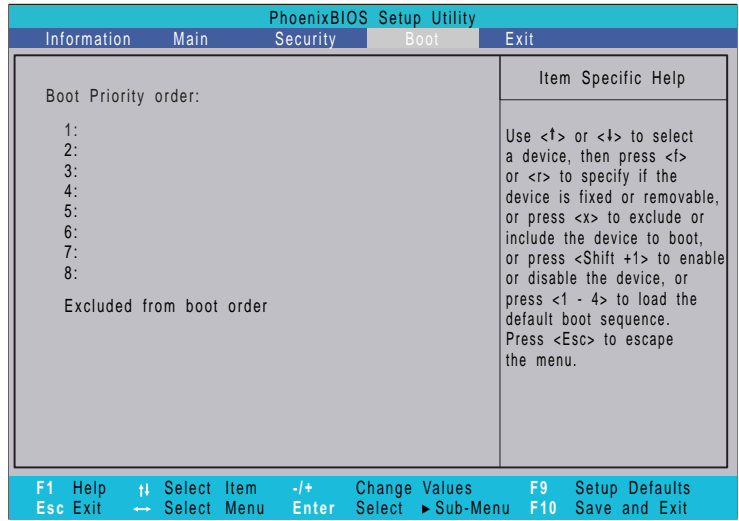 PhoenixBIOS Setup Utility
Information Main Security Boot Exit
Boot Priority order:
1:
2:
3:
4:
5:
6:
7:
8:
Excluded from boot order
Item Specific Help
Use <↑> or <↓> to select
a device, then press <f>
or <r> to specify if the
device is fixed or removable,
or press <x> to exclude or
include the device to boot,
or press <Shift +1> to enable
or disable the device, or
press <1 - 4> to load the
default boot sequence.
Press <Esc> to escape
the menu.
F1 Help ↑↓ Select Item -/+ Change Values F9 Setup Defaults
Esc Exit ↔ Select Menu Enter Select ►Sub-Menu F10 Save and Exit